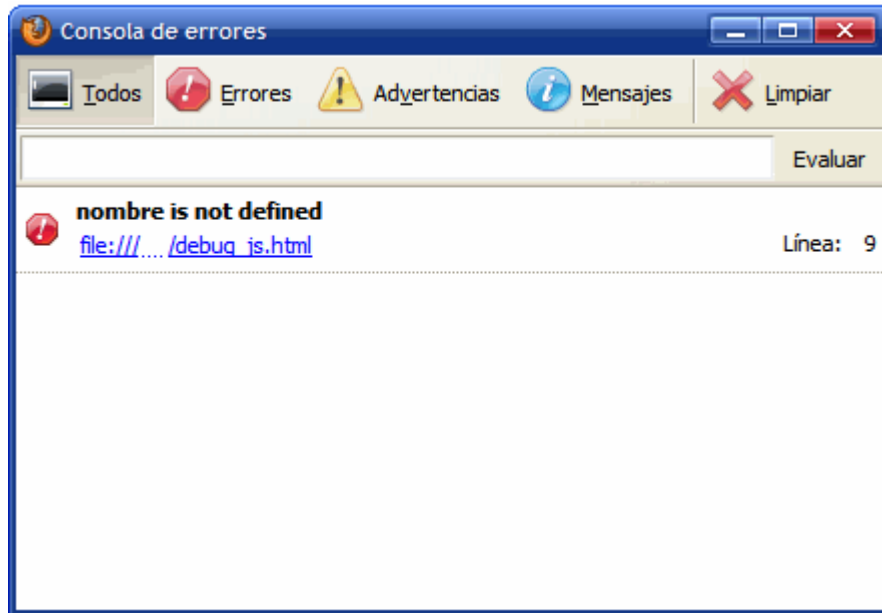 Consola de errores
Todos Errores Advertencias Mensajes Limpiar
Evaluar
nombre is not defined
file:///.... /debug_js.html Línea: 9